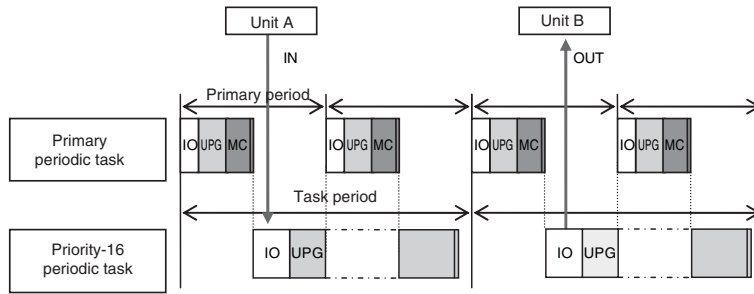 Unit A
Unit B
IN
OUT
Primary period
Primary
periodic task
IO UPG MC
IO UPG MC
IO UPG MC
IO UPG MC
Task period
Priority-16
periodic task
IO UPG
IO UPG